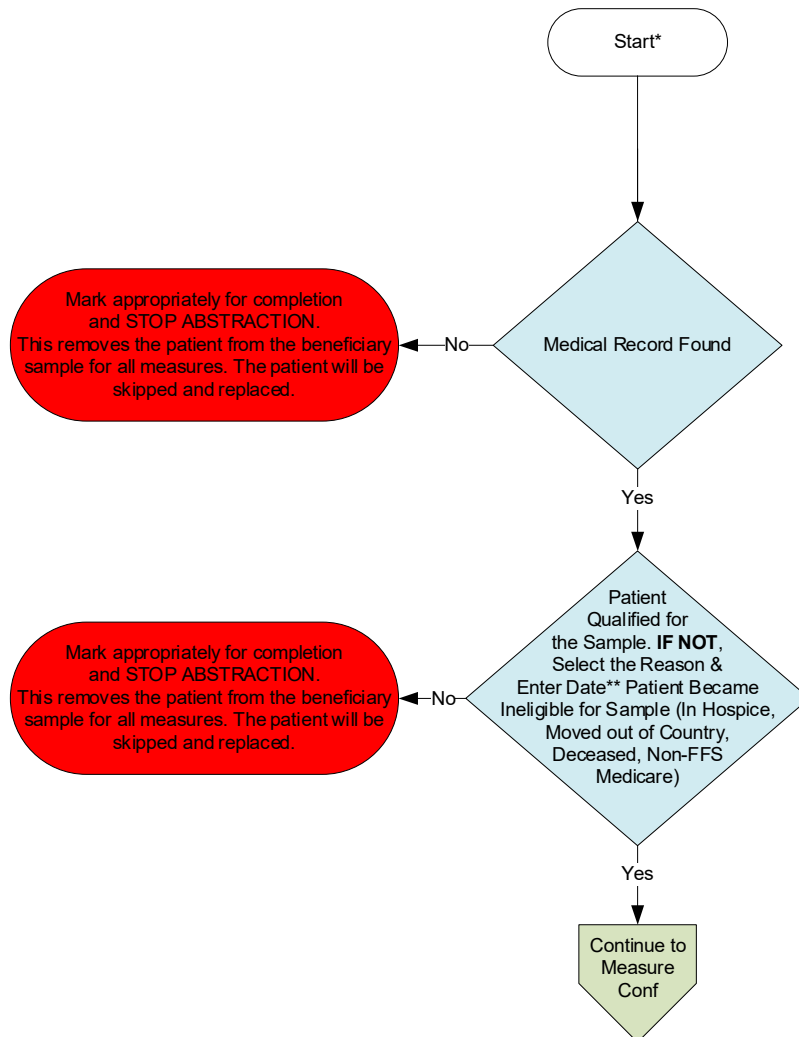 Start*
Medical Record Found
No
Mark appropriately for completion
and STOP ABSTRACTION.
This removes the patient from the beneficiary
sample for all measures. The patient will be
skipped and replaced.
Yes
Patient
Qualified for
the Sample. IF NOT,
Select the Reason &
Enter Date** Patient Became
Ineligible for Sample (In Hospice,
Moved out of Country,
Deceased, Non-FFS
Medicare)
No
Mark appropriately for completion
and STOP ABSTRACTION.
This removes the patient from the beneficiary
sample for all measures. The patient will be
skipped and replaced.
Yes
Continue to
Measure
Conf